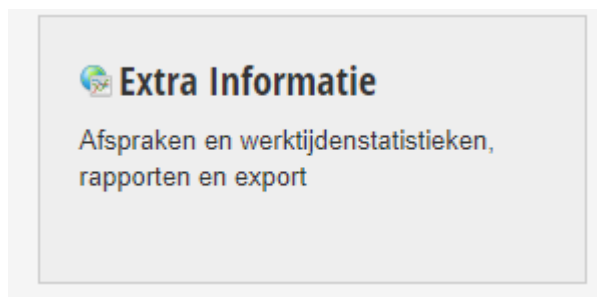 Extra Informatie
Afspraken en werktijdenstatistieken,
rapporten en export